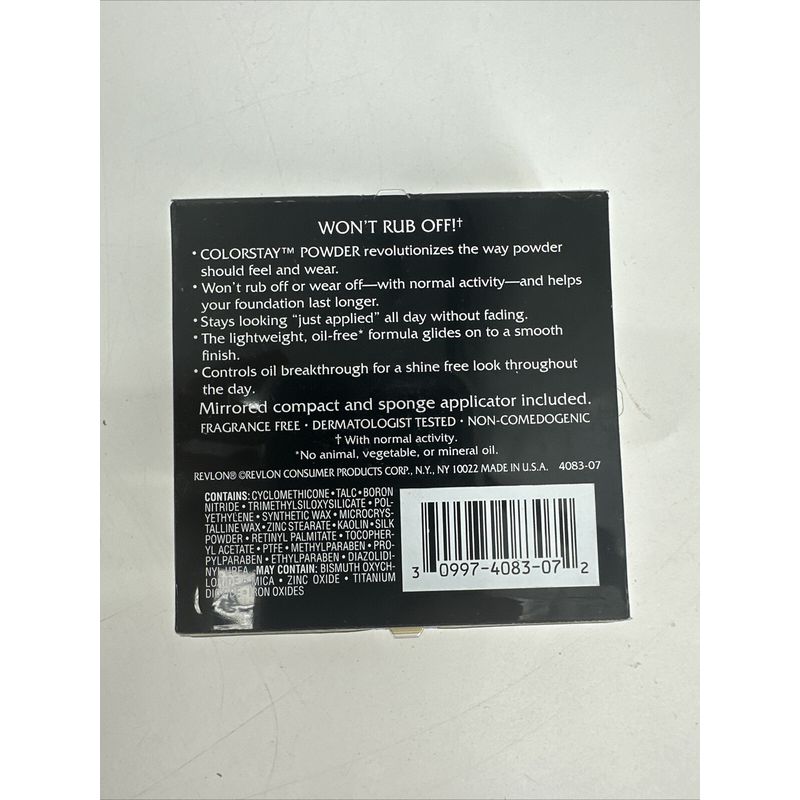 WON'T RUB OFF!†
• COLORSTAY™ POWDER revolutionizes the way powder
should feel and wear.
• Won't rub off or wear off—with normal activity—and helps
your foundation last longer.
• Stays looking "just applied" all day without fading.
• The lightweight, oil-free* formula glides on to a smooth
finish.
• Controls oil breakthrough for a shine free look throughout
the day.
Mirrored compact and sponge applicator included.
FRAGRANCE FREE • DERMATOLOGIST TESTED • NON-COMEDOGENIC
† With normal activity.
*No animal, vegetable, or mineral oil.
REVLON® ©REVLON CONSUMER PRODUCTS CORP., N.Y., NY 10022 MADE IN U.S.A. 4083-07
CONTAINS: CYCLOMETHICONE • TALC • BORON
NITRIDE • TRIMETHYLSILOXYSILICATE • POL-
YETHYLENE • SYNTHETIC WAX • MICROCRYS-
TALLINE WAX • ZINC STEARATE • KAOLIN • SILK
POWDER • RETINYL PALMITATE • TOCOPHER-
YL ACETATE • PTFE • METHYLPARABEN • PRO-
PYLPARABEN • ETHYLPARABEN • DIAZOLIDI-
NYL UREA. MAY CONTAIN: BISMUTH OXYCH-
MICA • ZINC OXIDE • TITANIUM
IRON OXIDES
3 0997-4083-07 2